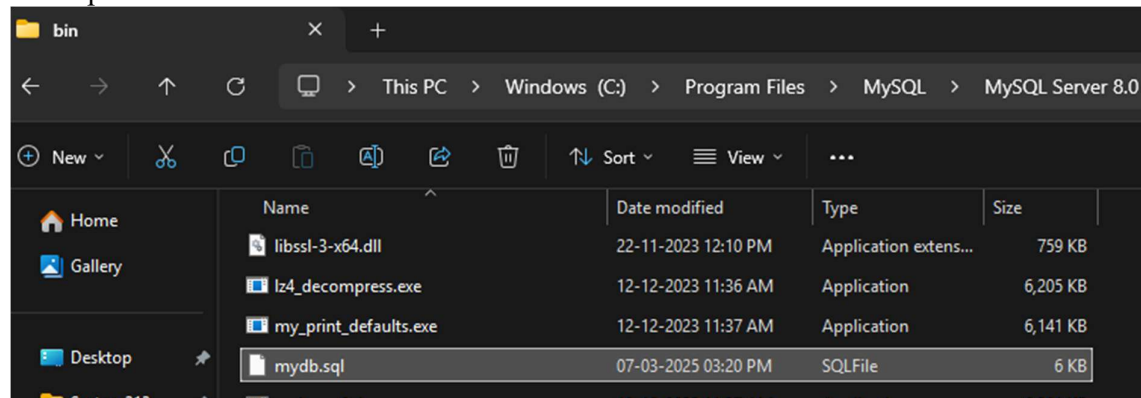 bin
This PC > Windows (C:) > Program Files > MySQL > MySQL Server 8.0
New Sort View
Home
Gallery
Desktop
Name Date modified Type Size
libssl-3-x64.dll 22-11-2023 12:10 PM Application extens... 759 KB
lz4_decompress.exe 12-12-2023 11:36 AM Application 6,205 KB
my_print_defaults.exe 12-12-2023 11:37 AM Application 6,141 KB
mydb.sql 07-03-2025 03:20 PM SQLFile 6 KB